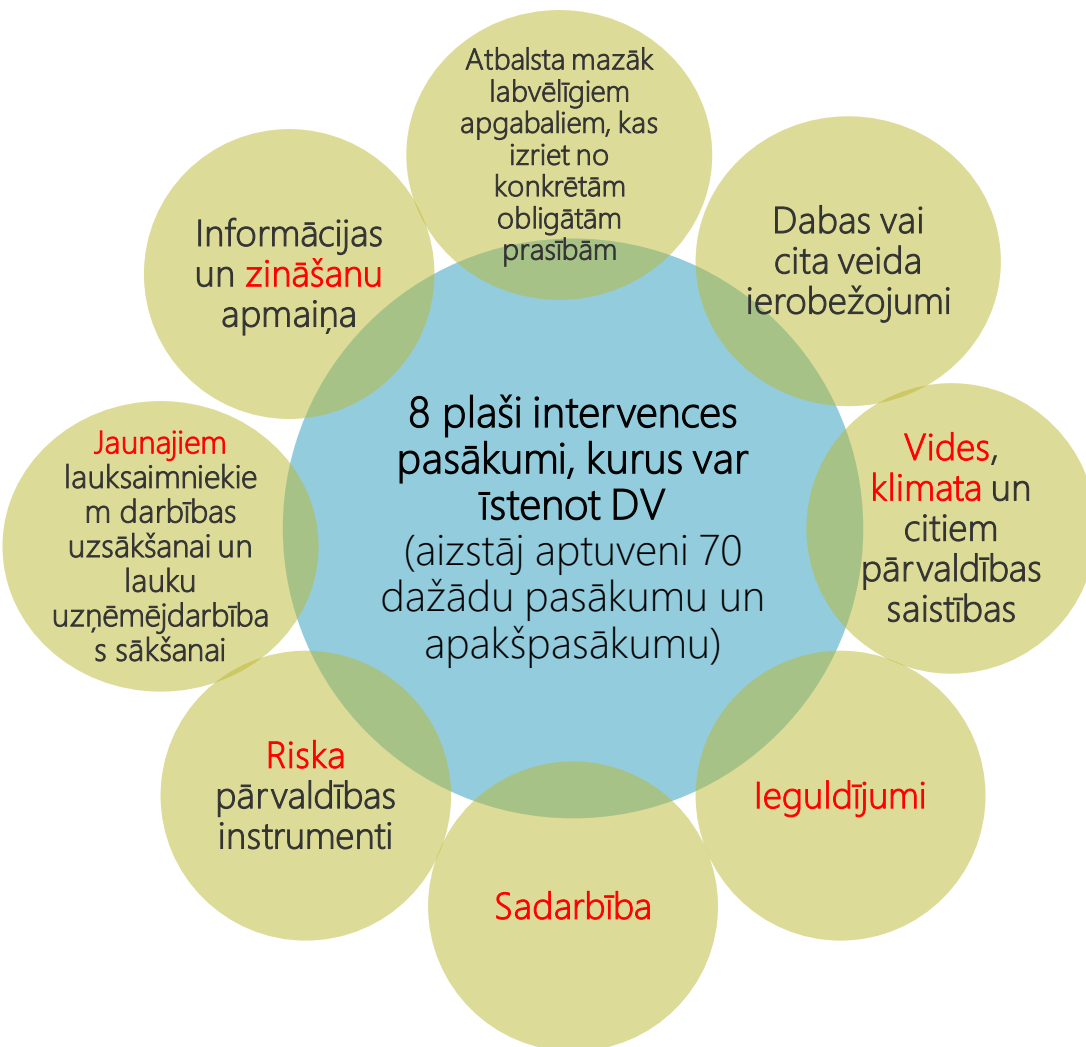 Atbalsta mazāk
labvēlīgiem
apgabaliem, kas
izriet no
konkrētām
obligātām
prasībām
Dabas vai
cita veida
ierobežojumi
Vides,
klimata un
citiem
pārvaldības
saistības
Ieguldījumi
Sadarbība
Riska
pārvaldības
instrumenti
Jaunajiem
lauksaimniekie
m darbības
uzsākšanai un
lauku
uzņēmējdarbība
s sākšanai
Informācijas
un zināšanu
apmaiņa
8 plaši intervences
pasākumi, kurus var
īstenot DV
(aizstāj aptuveni 70
dažādu pasākumu un
apakšpasākumu)